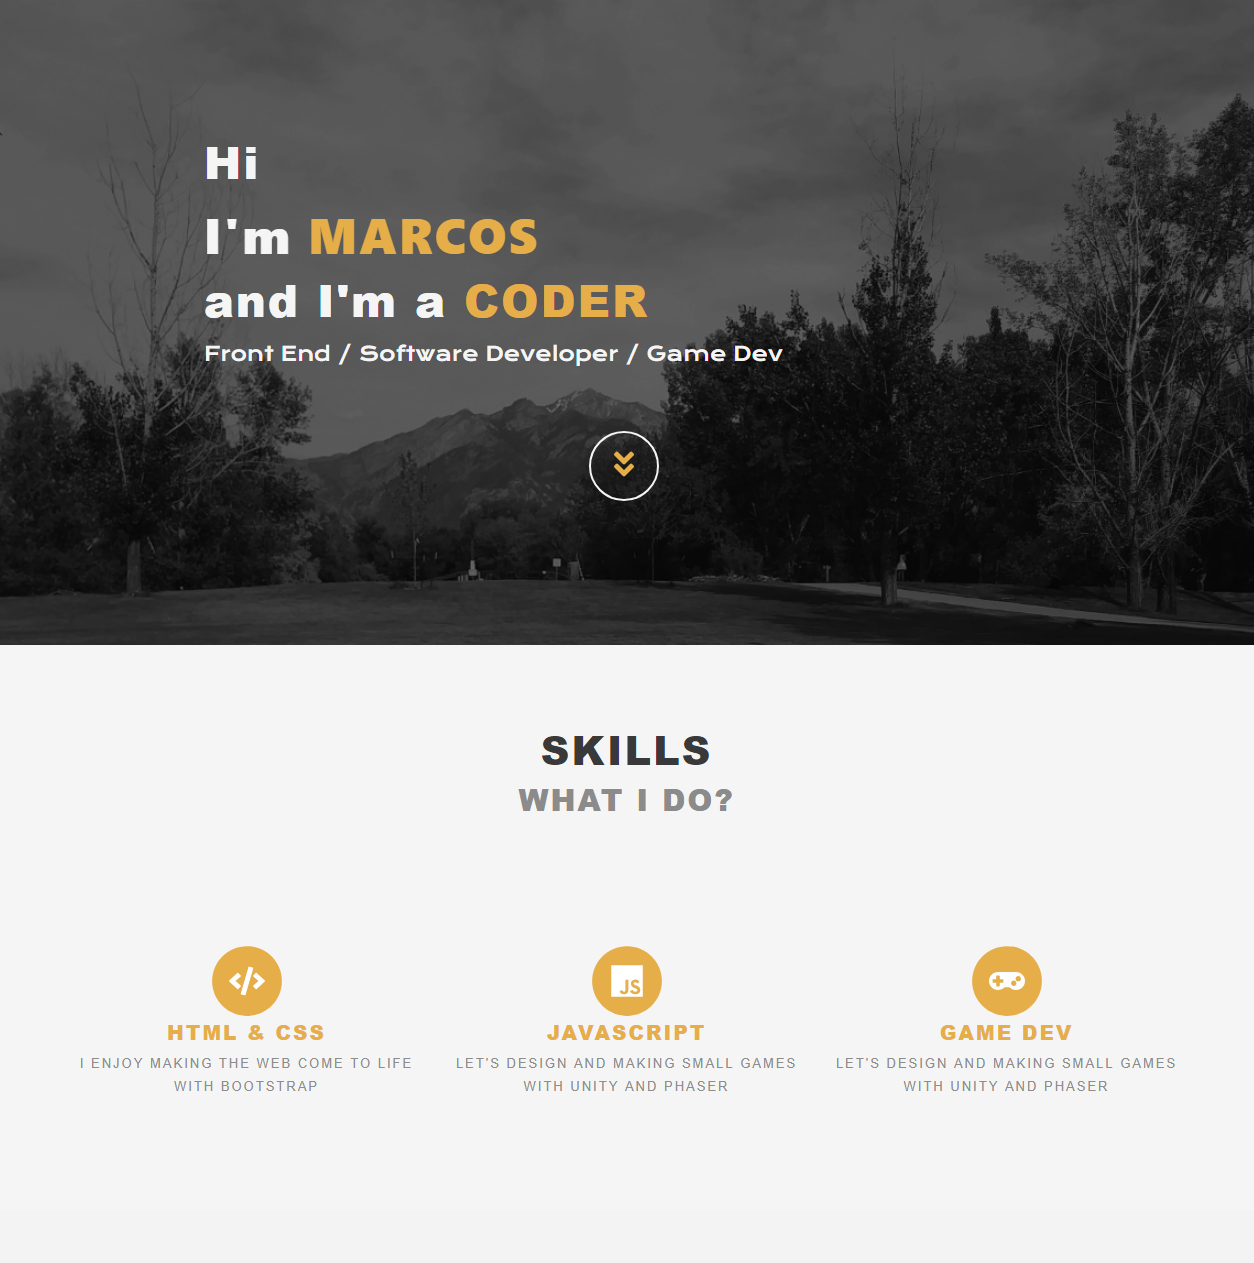 Hi
I'm MARCOS
and I'm a CODER
Front End / Software Developer / Game Dev
SKILLS
WHAT I DO?
JS
HTML & CSS
I ENJOY MAKING THE WEB COME TO LIFE
WITH BOOTSTRAP
JAVASCRIPT
LET'S DESIGN AND MAKING SMALL GAMES
WITH UNITY AND PHASER
GAME DEV
LET'S DESIGN AND MAKING SMALL GAMES
WITH UNITY AND PHASER